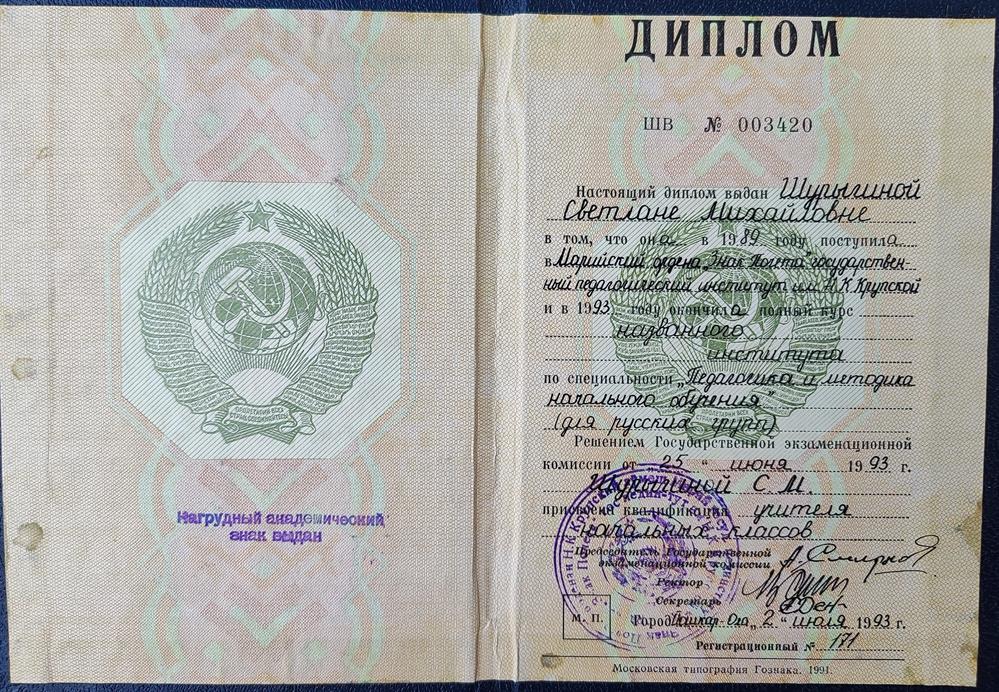 ПРОЛЕТАРИИ ВСЕХ
СТРАН, СОЕДИНЯЙТЕСЬ!
Нагрудный академический
знак выдан
ДИПЛОМ
ШВ № 003420
Настоящий диплом выдан Шурыгиной
Светлане Михайловне
в том, что она в 1989 году поступила
в Марийский ордена „Знак Почета" государствен-
ный педагогический институт им. Н.К. Крупской
и в 1993 году окончила полный курс
названного
института
по специальности „Педагогика и методика
начального обучения"
(для русских групп)
Решением Государственной экзаменационной
комиссии от „25" июня 1993 г.
Шурыгиной С. М.
присвоена квалификация учителя
начальных классов
Председатель Государственной
экзаменационной комиссии
Ректор
Секретарь
М. П. Город Йошкар-Ола „2" июля 1993 г.
Регистрационный № 171
Московская типография Гознака. 1991.